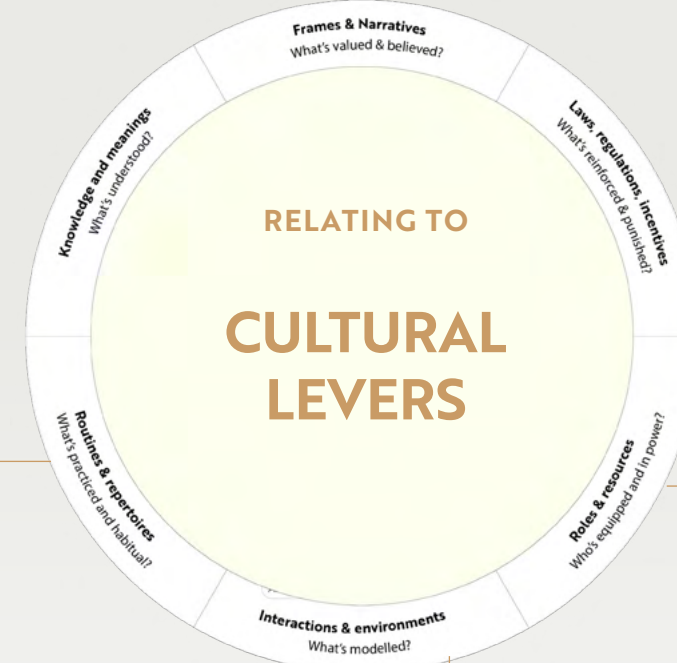 Frames & Narratives
What's valued & believed?
Laws, regulations, incentives
What's reinforced & punished?
Roles & resources
Who's equipped and in power?
Interactions & environments
What's modelled?
Routines & repertoires
What's practiced and habitual?
Knowledge and meanings
What's understood?
RELATING TO
CULTURAL
LEVERS